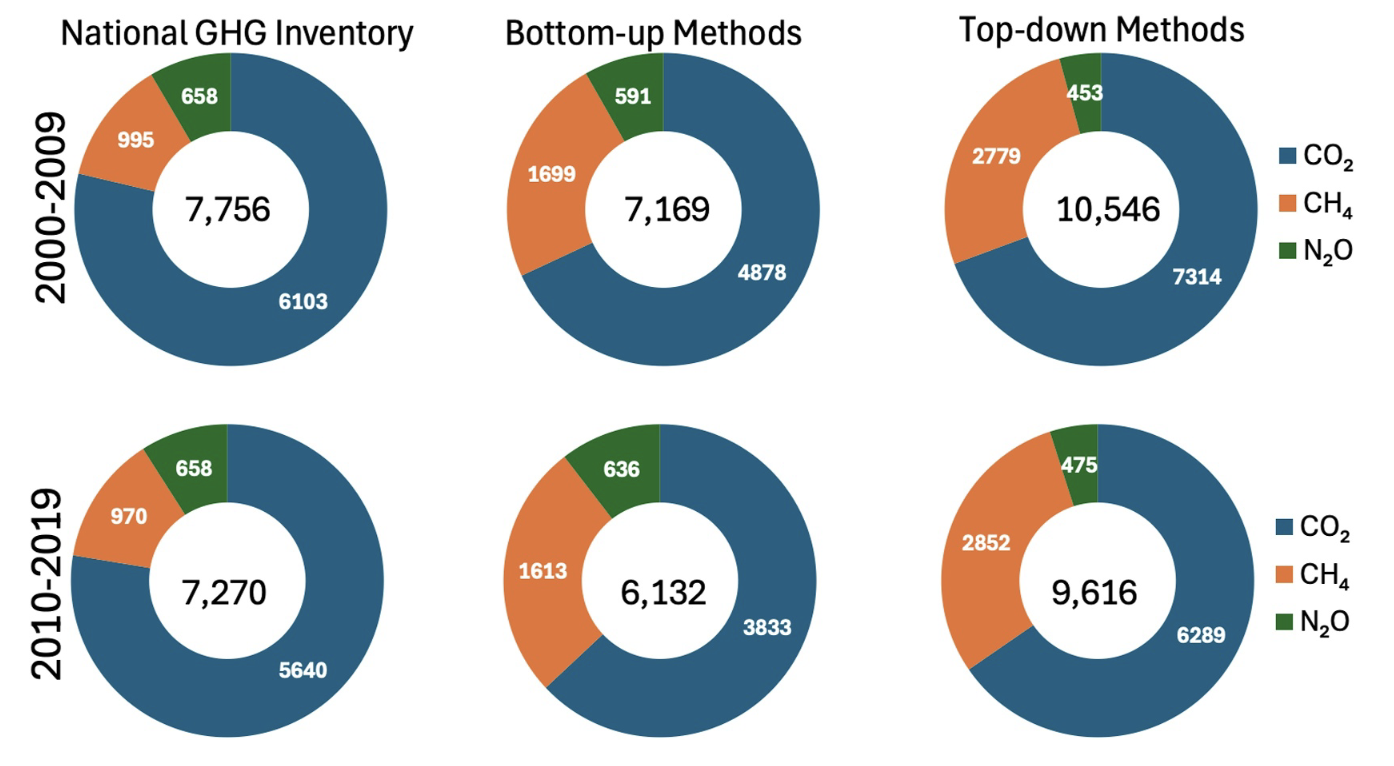 National GHG Inventory
Bottom-up Methods
Top-down Methods
2000-2009
658
995
7,756
6103
591
1699
7,169
4878
453
2779
10,546
7314
CO₂
CH₄
N₂O
2010-2019
658
970
7,270
5640
636
1613
6,132
3833
475
2852
9,616
6289
CO₂
CH₄
N₂O